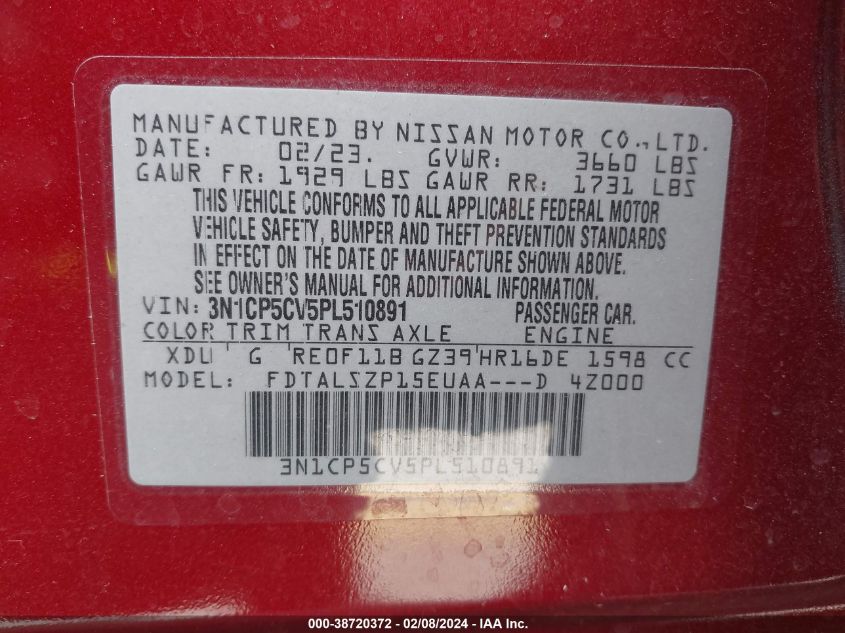 MANUFACTURED BY NISSAN MOTOR CO., LTD.
DATE: 02/23. GVWR: 3660 LBS
GAWR FR: 1929 LBS GAWR RR: 1731 LBS
THIS VEHICLE CONFORMS TO ALL APPLICABLE FEDERAL MOTOR
VEHICLE SAFETY, BUMPER AND THEFT PREVENTION STANDARDS
IN EFFECT ON THE DATE OF MANUFACTURE SHOWN ABOVE.
SEE OWNER'S MANUAL FOR ADDITIONAL INFORMATION.
VIN: 3N1CP5CV5PL510891 PASSENGER CAR.
COLOR TRIM TRANS AXLE ENGINE
XDU G RE0F11B GZ39 HR16DE 1598 CC
MODEL: FDTALSZP15EUAA---D 4Z000
3N1CP5CV5PL510891
000-38720372 - 02/08/2024 - IAA Inc.